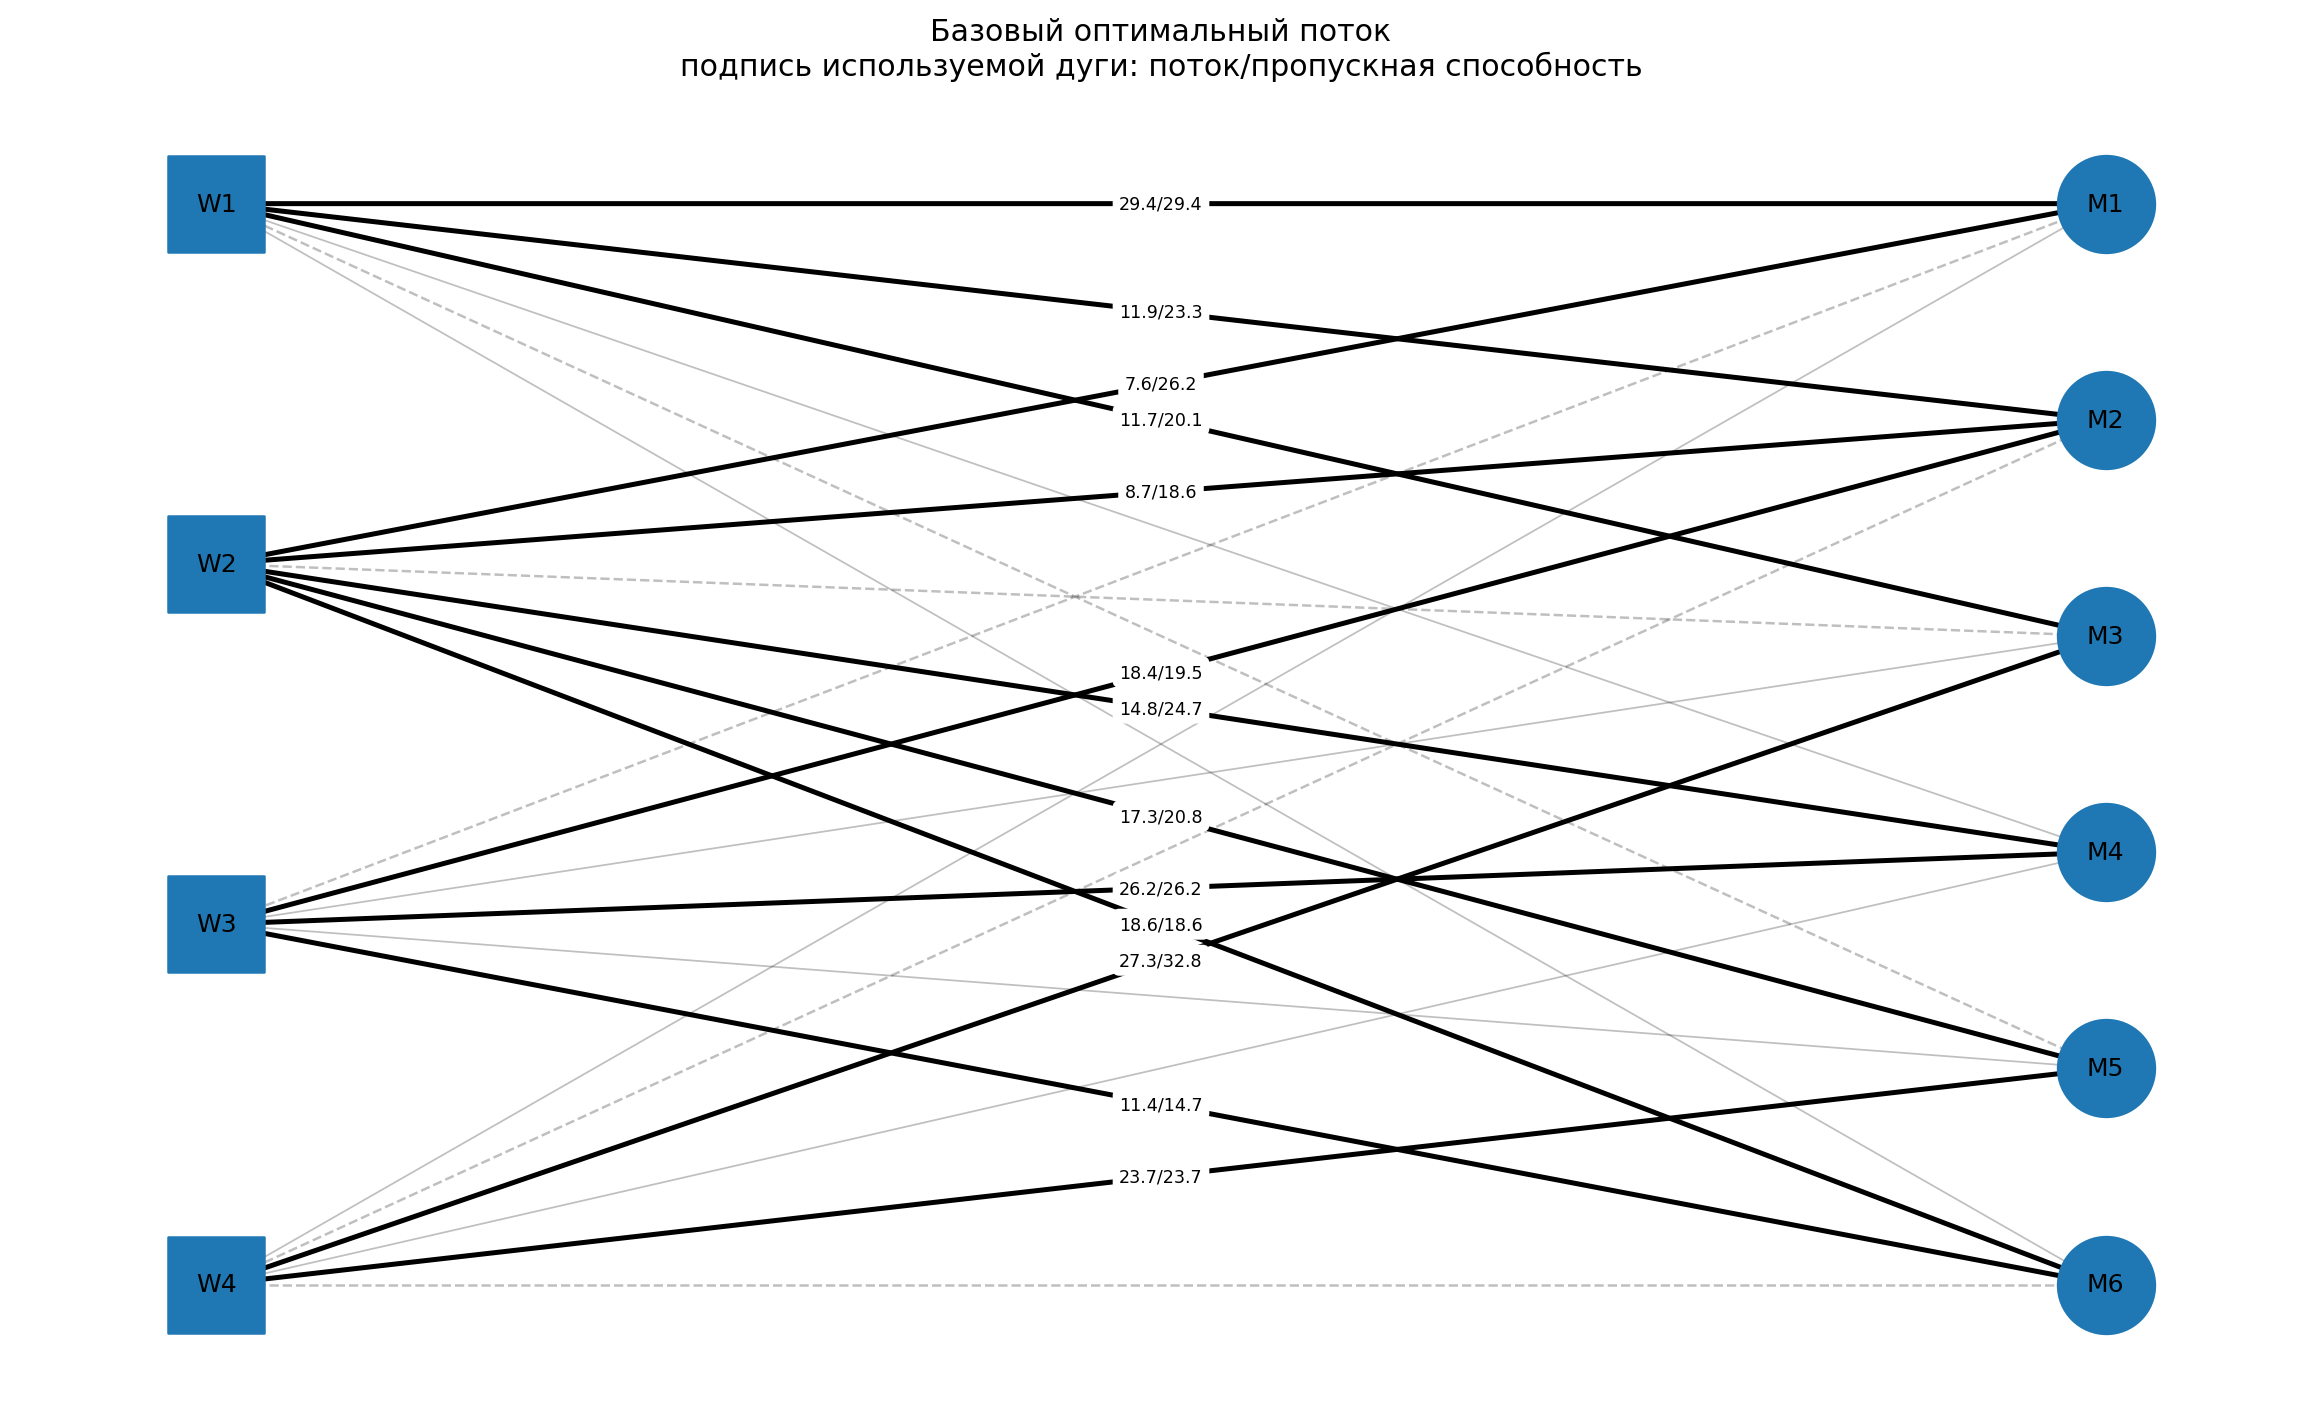 Базовый оптимальный поток
подпись используемой дуги: поток/пропускная способность
W1
29.4/29.4
M1
11.9/23.3
7.6/26.2
11.7/20.1
M2
8.7/18.6
W2
M3
18.4/19.5
14.8/24.7
17.3/20.8
M4
26.2/26.2
W3
18.6/18.6
27.3/32.8
M5
11.4/14.7
23.7/23.7
W4
M6